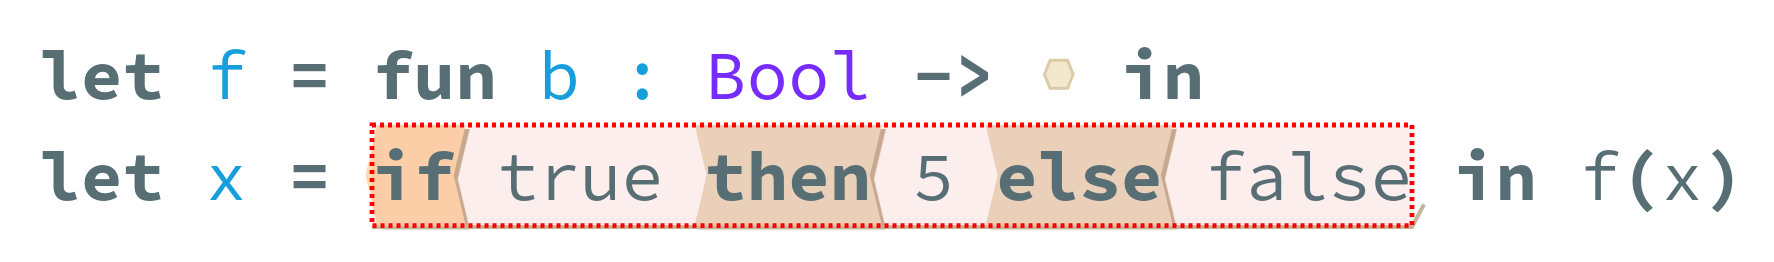 let f = fun b : Bool -> in
let x = if true then 5 else false in f(x)